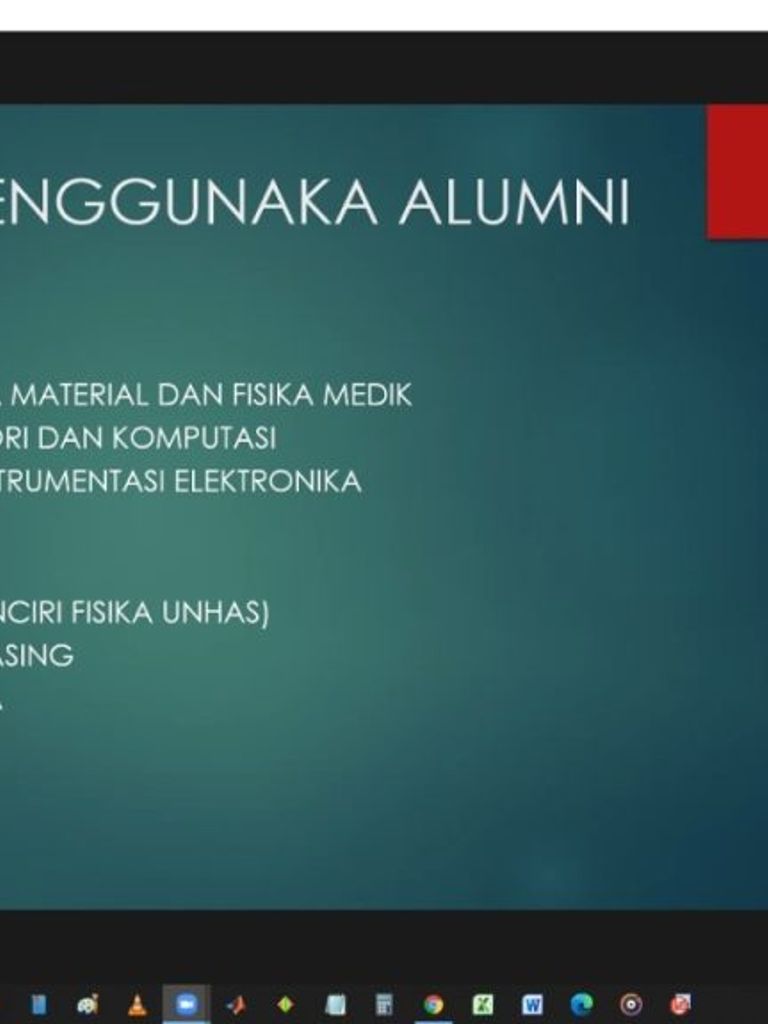 ENGGUNAKA ALUMNI
MATERIAL DAN FISIKA MEDIK
ORI DAN KOMPUTASI
TRUMENTASI ELEKTRONIKA
NCIRI FISIKA UNHAS)
ASING